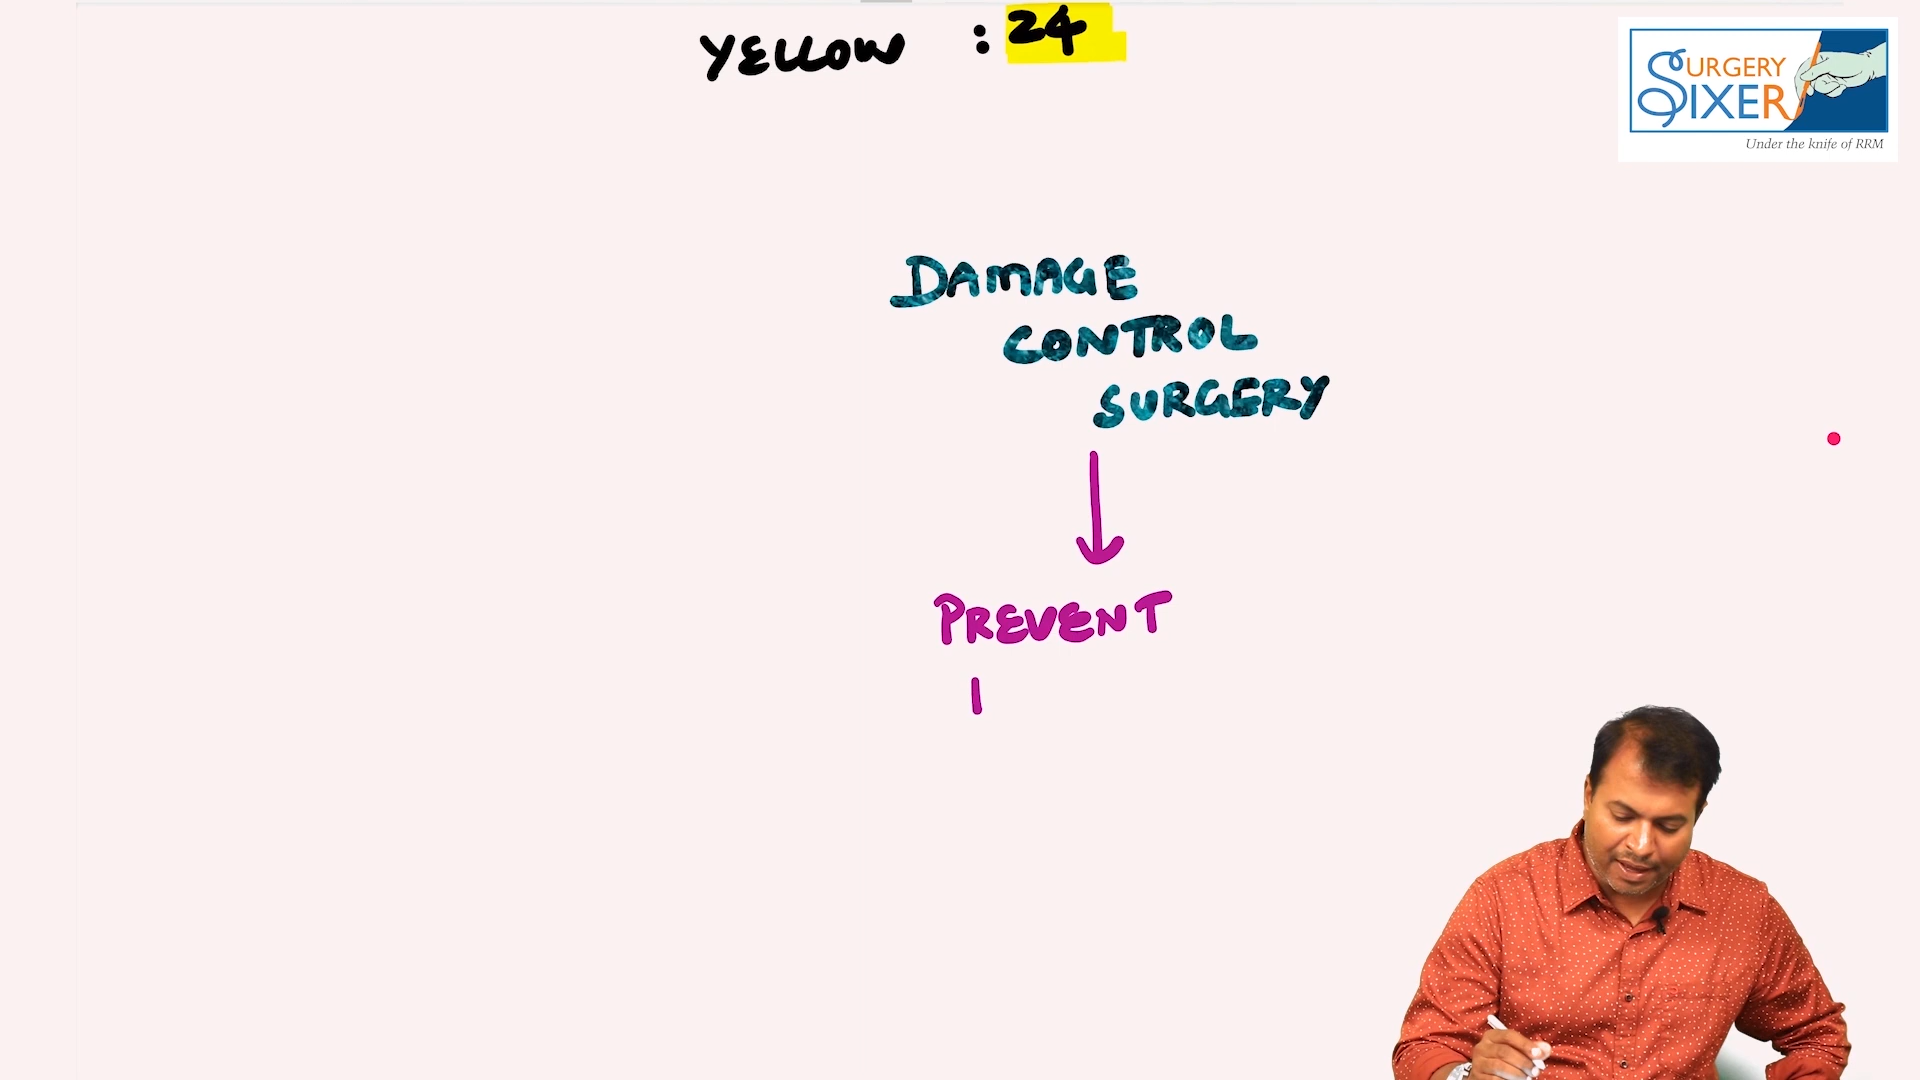 YELLOW : 24
SURGERY
SIXER
Under the knife of RRM
DAMAGE
CONTROL
SURGERY
PREVENT